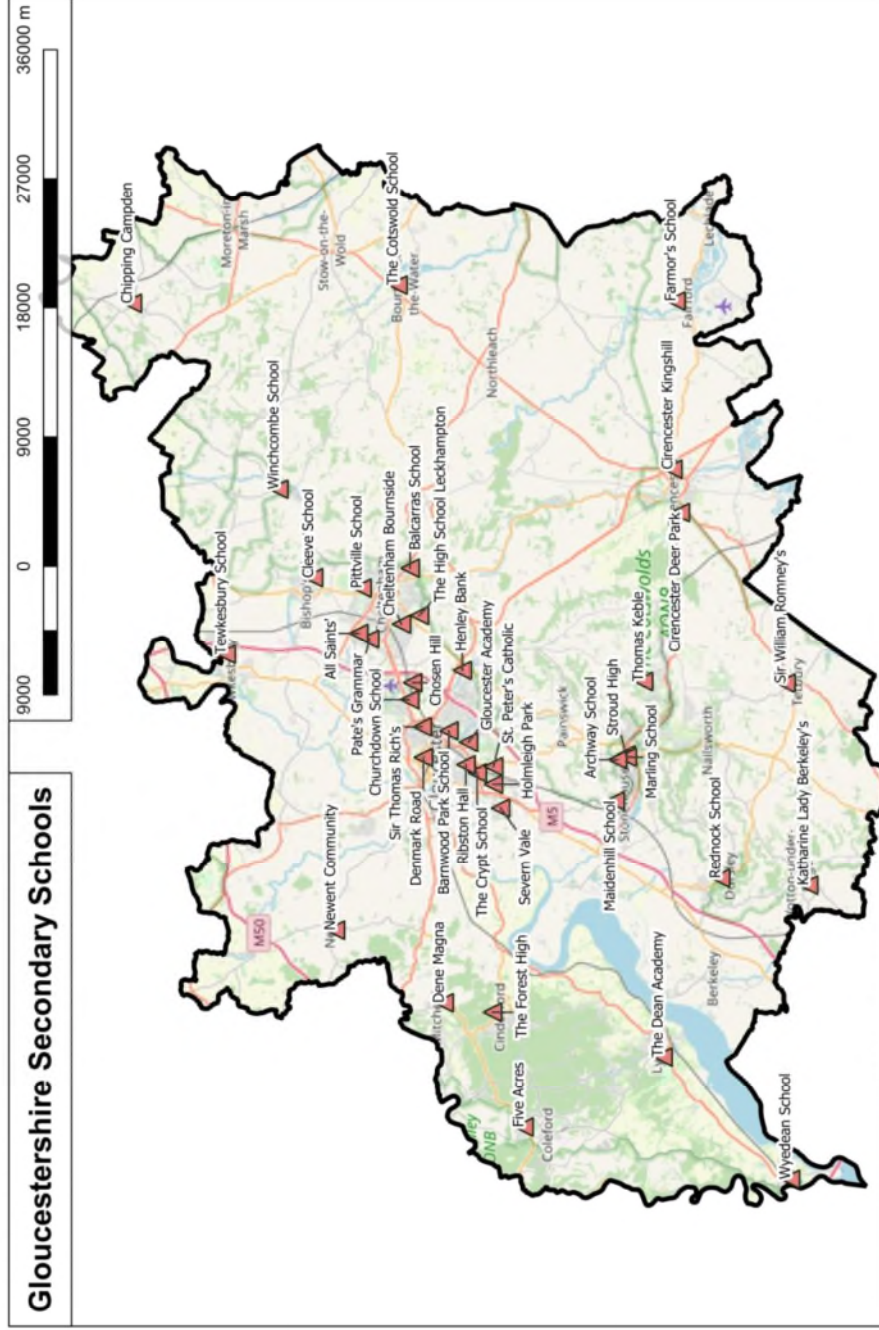 Gloucestershire Secondary Schools
9000 0 9000 18000 27000 36000 m
Chipping Campden
Moreton-in
Marsh
Stow-on-the-
Wold
The Cotswold School
the-Water
Winchcombe School
Tewkesbury School
Cleeve School
Pittville School
Cheltenham Bournside
Balcarras School
The High School Leckhampton
All Saints'
Pate's Grammar
Churchdown School
Chosen Hill
Henley Bank
Sir Thomas Rich's
Denmark Road
Barnwood Park School
Gloucester Academy
Ribston Hall
St. Peter's Catholic
The Crypt School
Holmleigh Park
Severn Vale
Newent Community
M50
Dene Magna
The Forest High
Five Acres
Coleford
Northleach
Painswick
M5
Archway School
Stroud High
Marling School
Maidenhill School
Thomas Keble
Nailsworth
Cirencester Deer Park
Cirencester Kingshill
Farmor's School
Fairford
The Dean Academy
Berkeley
Rednock School
Katharine Lady Berkeley's
Sir William Romney's
Tetbury
Wyedean School